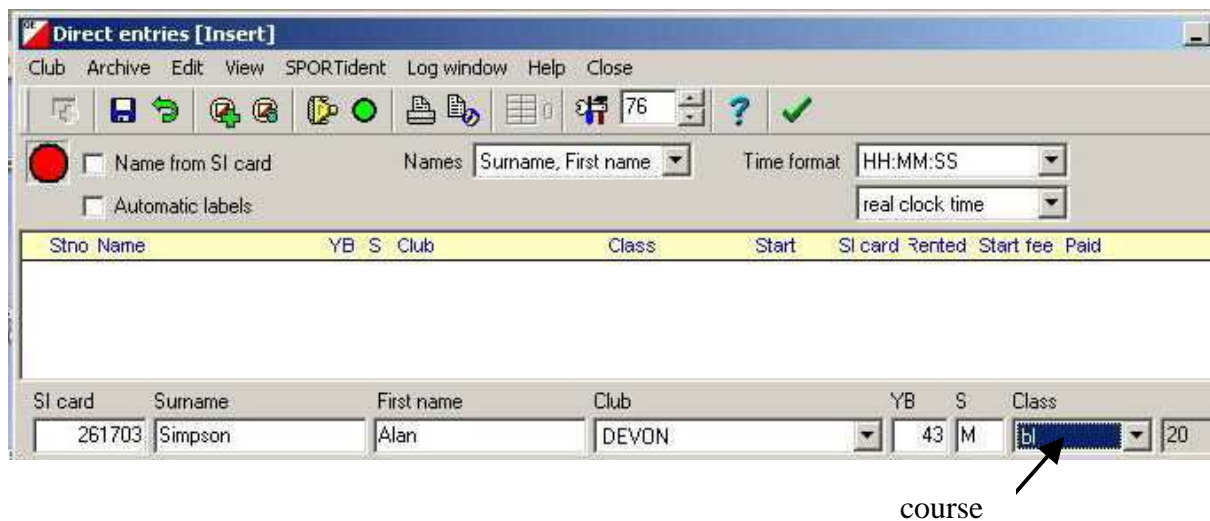 Direct entries [Insert]
Club Archive Edit View SPORTident Log window Help Close
0 76 ?
Name from SI card Names Surname, First name Time format HH:MM:SS
Automatic labels real clock time
Stno Name YB S Club Class Start SI card Rented Start fee Paid
SI card Surname First name Club YB S Class
261703 Simpson Alan DEVON 43 M bl 20
course